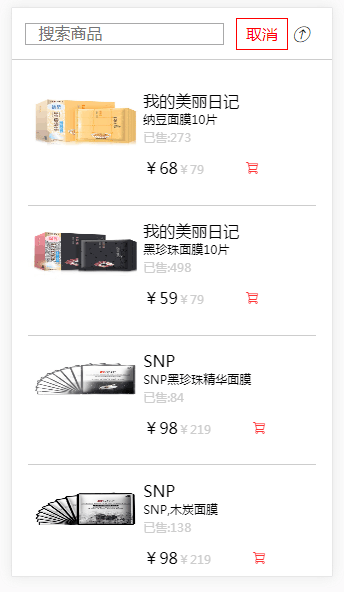 搜索商品 取消
我的美丽日记
纳豆面膜10片
已售:273
￥68 ￥79
我的美丽日记
黑珍珠面膜10片
已售:498
￥59 ￥79
SNP
SNP黑珍珠精华面膜
已售:84
￥98 ￥219
SNP
SNP,木炭面膜
已售:138
￥98 ￥219